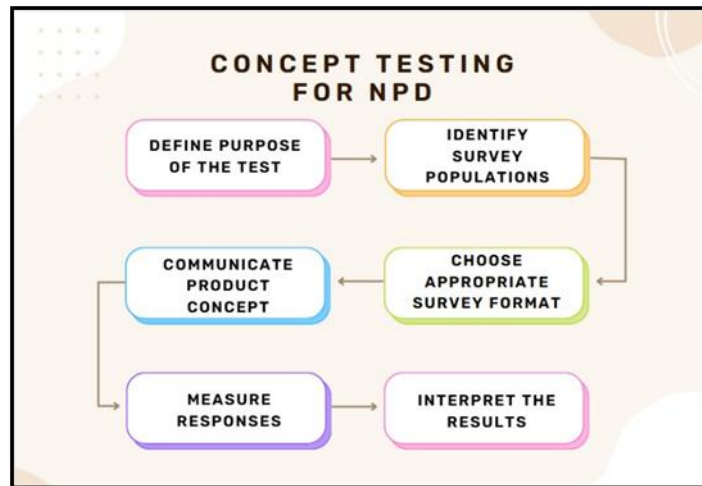 CONCEPT TESTING
FOR NPD
DEFINE PURPOSE
OF THE TEST
IDENTIFY
SURVEY
POPULATIONS
CHOOSE
APPROPRIATE
SURVEY FORMAT
COMMUNICATE
PRODUCT
CONCEPT
MEASURE
RESPONSES
INTERPRET THE
RESULTS